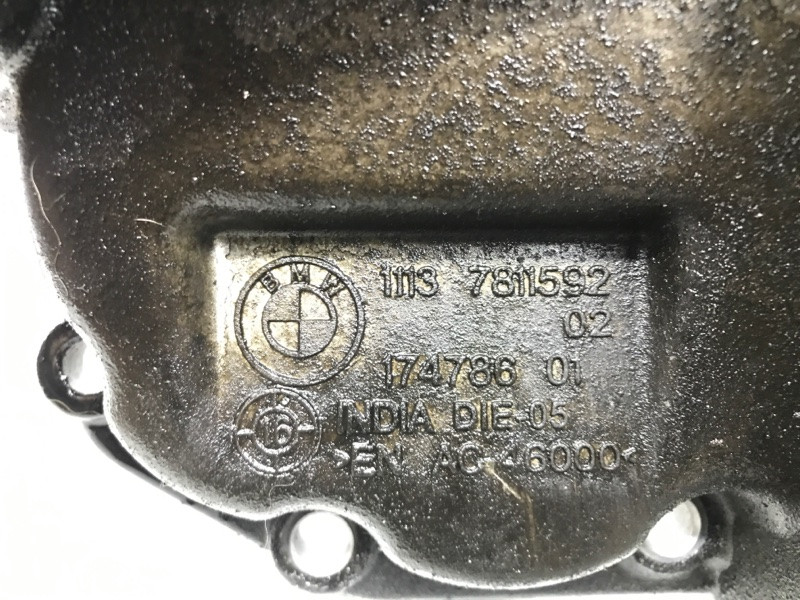 BMW
1113 7811592
02
174786 01
16
INDIA DIE-05
>EN AC-46000<